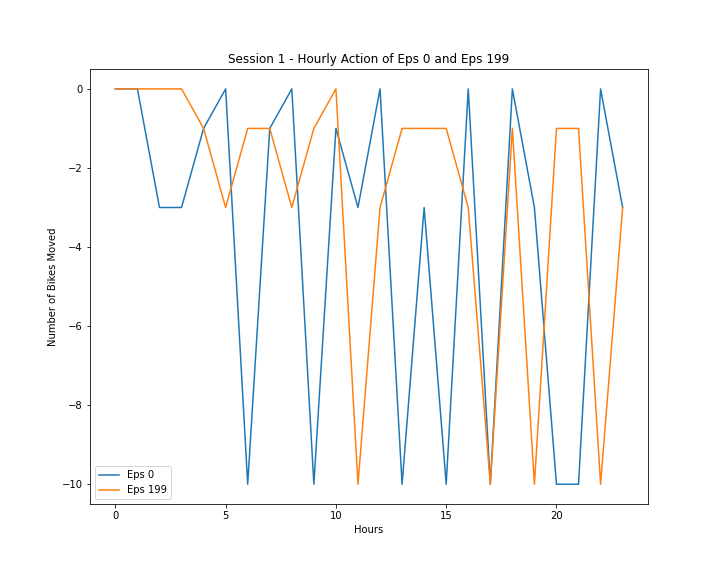 Session 1 - Hourly Action of Eps 0 and Eps 199
0
−2
−4
−6
−8
−10
Number of Bikes Moved
Eps 0
Eps 199
0 5 10 15 20
Hours